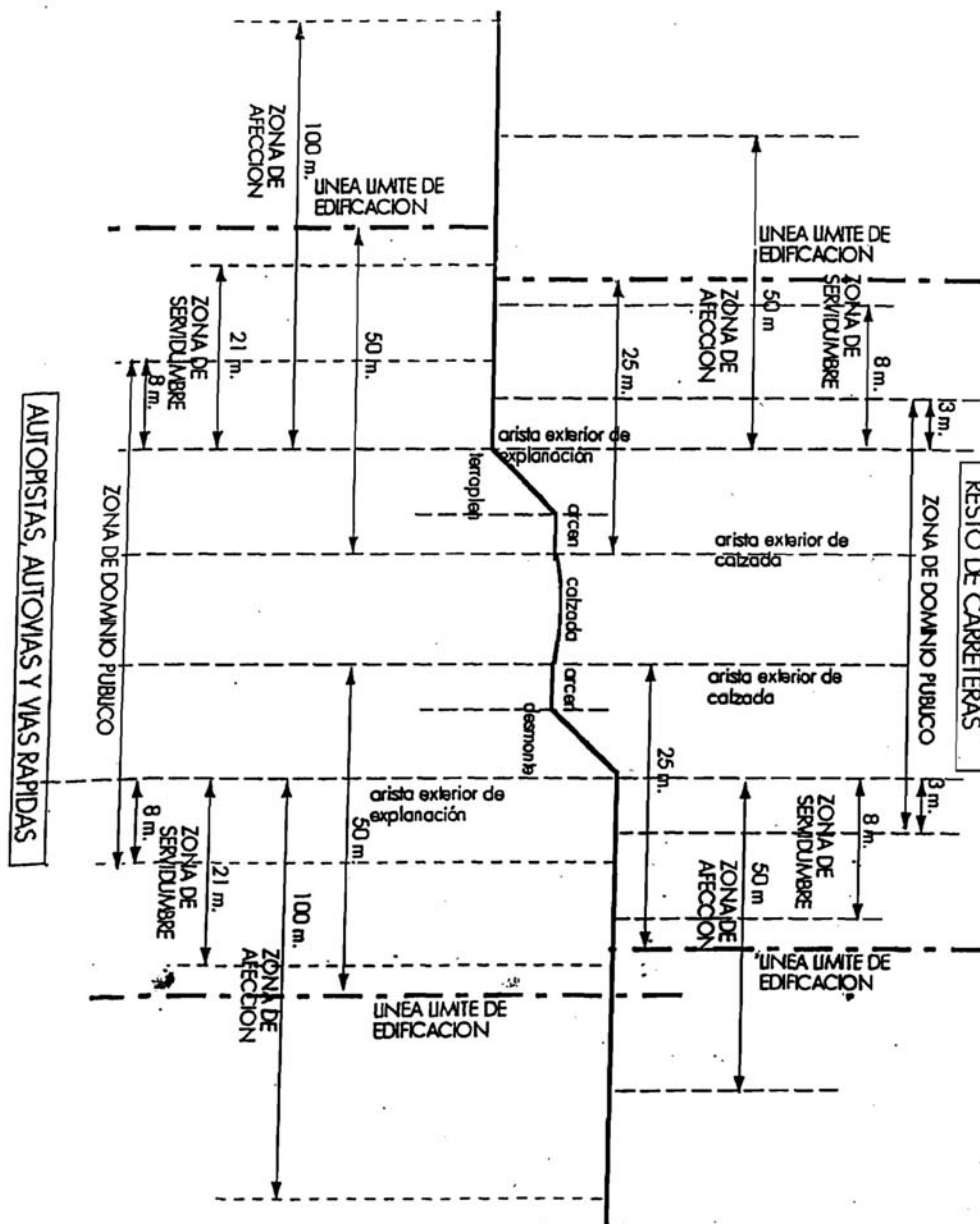 100 m.
ZONA DE
AFECCION
LINEA LIMITE DE
EDIFICACION
21 m.
ZONA DE
SERVIDUMBRE
8 m.
50 m.
LINEA LIMITE DE
EDIFICACION
50 m
ZONA DE
AFECCION
ZONA DE
SERVIDUMBRE
8 m.
25 m.
3 m.
arista exterior de
explanación
terraplen
arcen
arista exterior de
calzada
calzada
arista exterior de
calzada
arcen
desmonte
arista exterior de
explanación
ZONA DE DOMINIO PUBLICO
AUTOPISTAS, AUTOVIAS Y VIAS RAPIDAS
ZONA DE DOMINIO PUBLICO
RESTO DE CARRETERAS
8 m.
ZONA DE
SERVIDUMBRE
21 m.
50 m
100 m.
ZONA DE
AFECCION
LINEA LIMITE DE
EDIFICACION
25 m.
3 m.
8 m.
ZONA DE
SERVIDUMBRE
50 m
ZONA DE
AFECCION
LINEA LIMITE DE
EDIFICACION